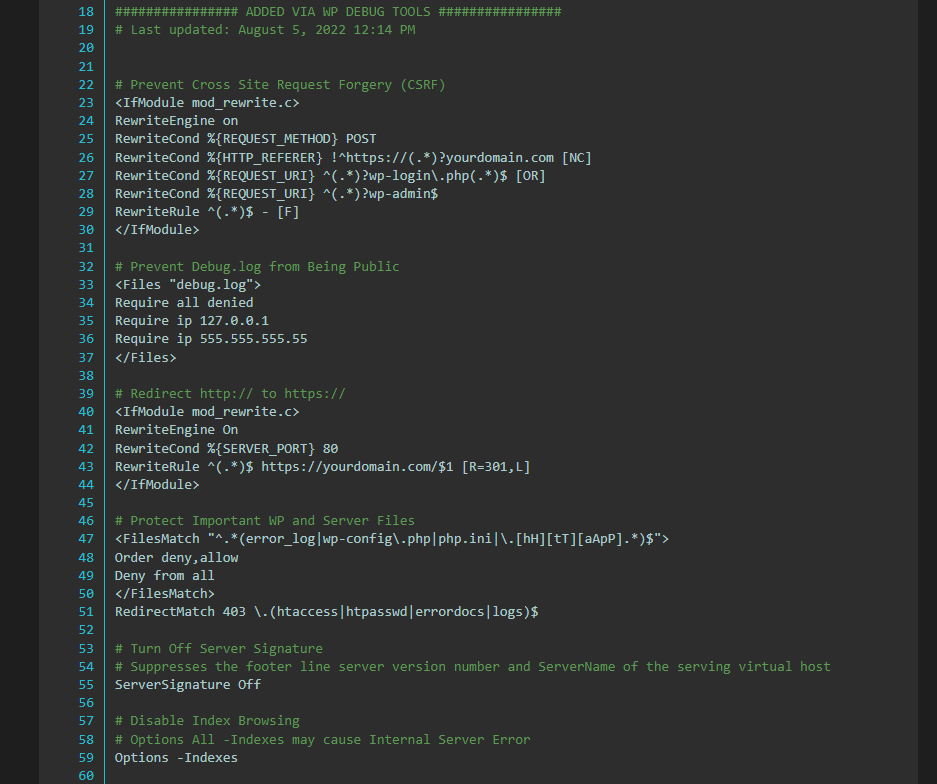 18 ################ ADDED VIA WP DEBUG TOOLS ################
19 # Last updated: August 5, 2022 12:14 PM
20
21
22 # Prevent Cross Site Request Forgery (CSRF)
23 <IfModule mod_rewrite.c>
24 RewriteEngine on
25 RewriteCond %{REQUEST_METHOD} POST
26 RewriteCond %{HTTP_REFERER} !^https://(.*)?yourdomain.com [NC]
27 RewriteCond %{REQUEST_URI} ^(.*)?wp-login\.php(.*)$ [OR]
28 RewriteCond %{REQUEST_URI} ^(.*)?wp-admin$
29 RewriteRule ^(.*)$ - [F]
30 </IfModule>
31
32 # Prevent Debug.log from Being Public
33 <Files "debug.log">
34 Require all denied
35 Require ip 127.0.0.1
36 Require ip 555.555.555.55
37 </Files>
38
39 # Redirect http:// to https://
40 <IfModule mod_rewrite.c>
41 RewriteEngine On
42 RewriteCond %{SERVER_PORT} 80
43 RewriteRule ^(.*)$ https://yourdomain.com/$1 [R=301,L]
44 </IfModule>
45
46 # Protect Important WP and Server Files
47 <FilesMatch "^.*(error_log|wp-config\.php|php.ini|\.[hH][tT][aApP].*)$">
48 Order deny,allow
49 Deny from all
50 </FilesMatch>
51 RedirectMatch 403 \.(htaccess|htpasswd|errordocs|logs)$
52
53 # Turn Off Server Signature
54 # Suppresses the footer line server version number and ServerName of the serving virtual host
55 ServerSignature Off
56
57 # Disable Index Browsing
58 # Options All -Indexes may cause Internal Server Error
59 Options -Indexes
60